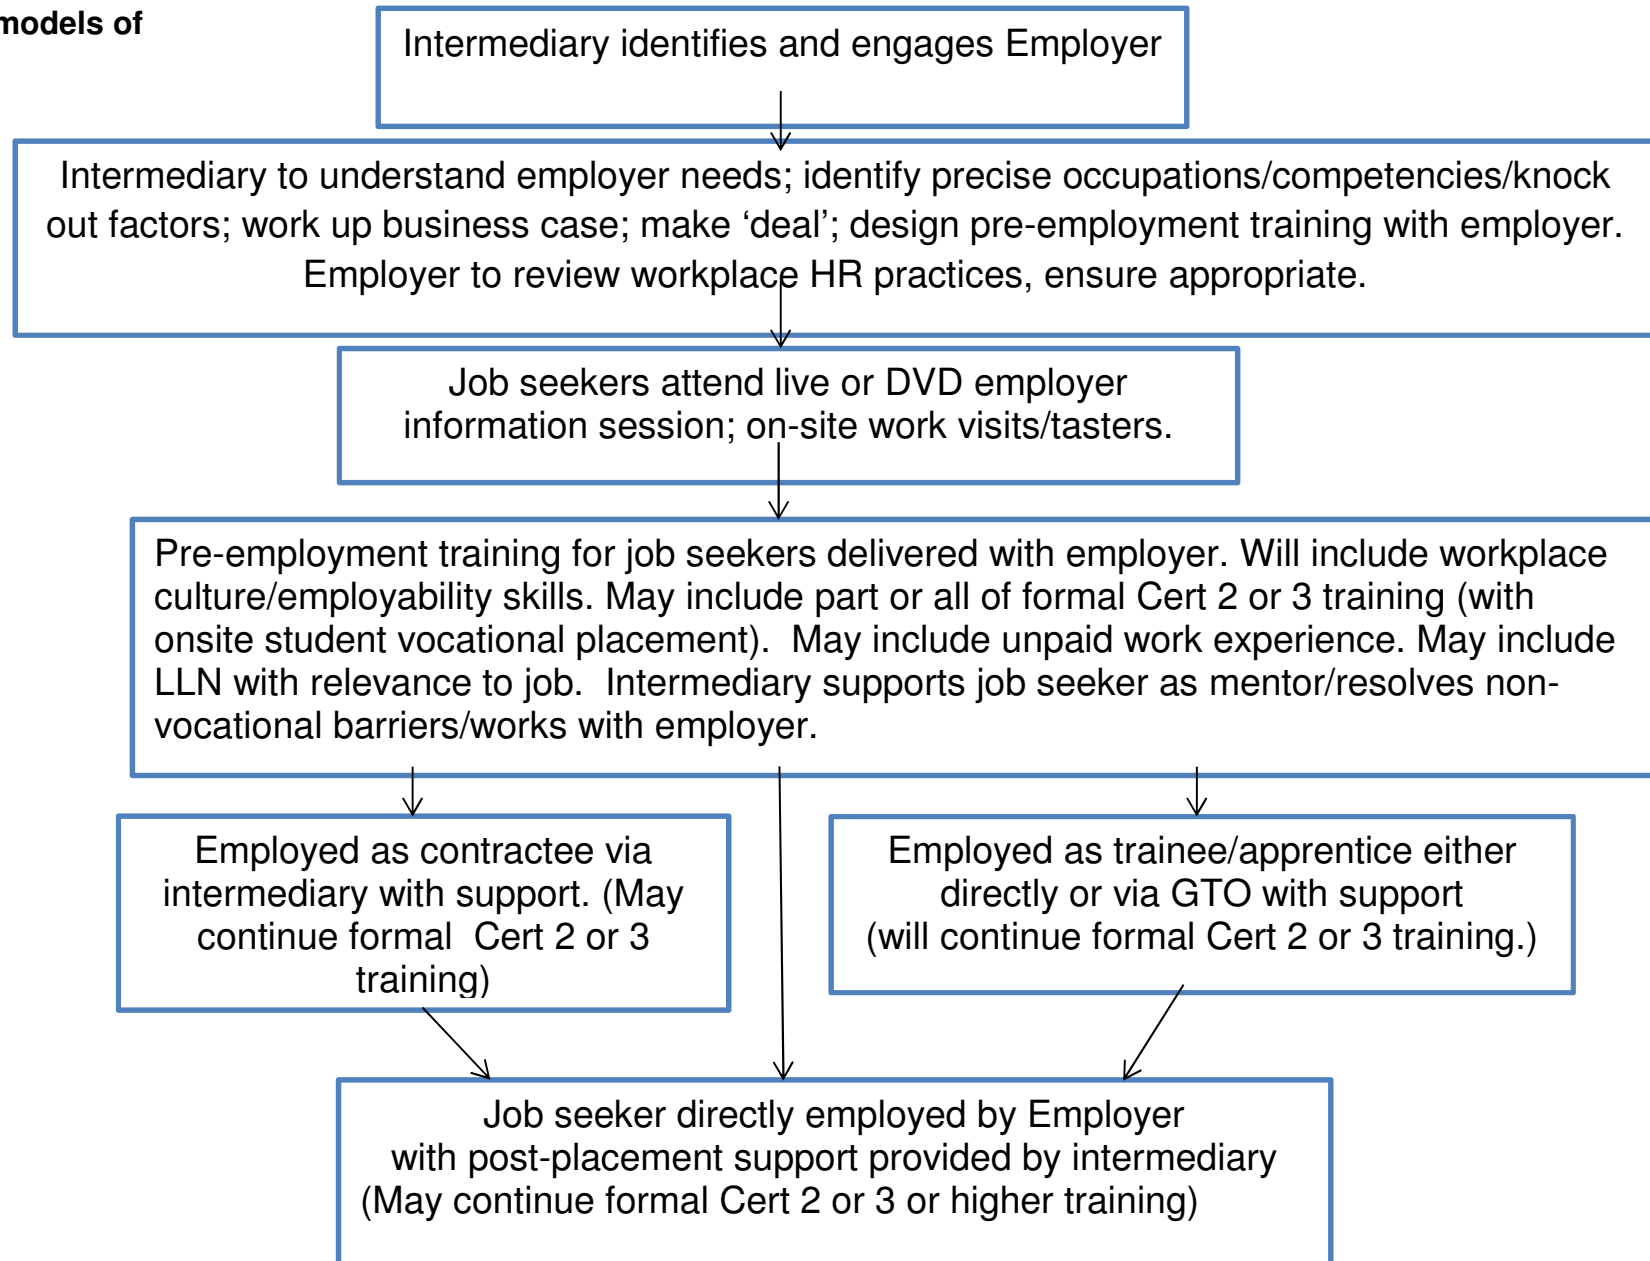 models of
Intermediary identifies and engages Employer
Intermediary to understand employer needs; identify precise occupations/competencies/knock
out factors; work up business case; make ‘deal’; design pre-employment training with employer.
Employer to review workplace HR practices, ensure appropriate.
Job seekers attend live or DVD employer
information session; on-site work visits/tasters.
Pre-employment training for job seekers delivered with employer. Will include workplace
culture/employability skills. May include part or all of formal Cert 2 or 3 training (with
onsite student vocational placement).  May include unpaid work experience. May include
LLN with relevance to job.  Intermediary supports job seeker as mentor/resolves non-
vocational barriers/works with employer.
Employed as contractee via
intermediary with support. (May
continue formal  Cert 2 or 3
training)
Employed as trainee/apprentice either
directly or via GTO with support
(will continue formal Cert 2 or 3 training.)
Job seeker directly employed by Employer
with post-placement support provided by intermediary
(May continue formal Cert 2 or 3 or higher training)